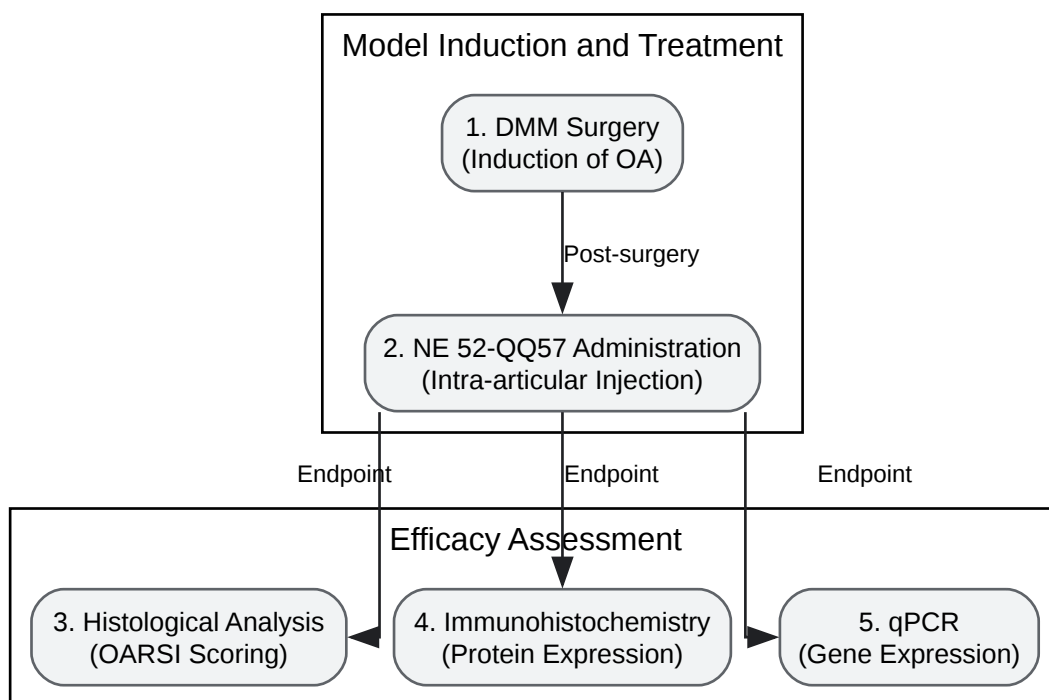 Model Induction and Treatment
1. DMM Surgery
(Induction of OA)
Post-surgery
2. NE 52-QQ57 Administration
(Intra-articular Injection)
Endpoint
Endpoint
Endpoint
Efficacy Assessment
3. Histological Analysis
(OARSI Scoring)
4. Immunohistochemistry
(Protein Expression)
5. qPCR
(Gene Expression)